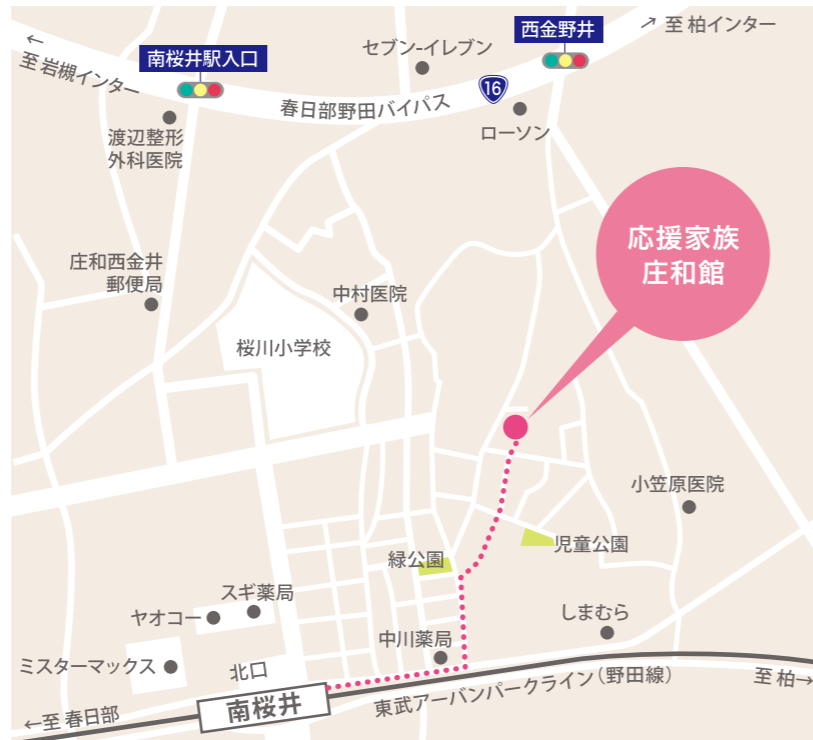 西金野井
↗至 柏インター
セブン-イレブン
←
至 岩槻インター
南桜井駅入口
16
春日部野田バイパス
ローソン
渡辺整形
外科医院
応援家族
庄和館
庄和西金井
郵便局
中村医院
桜川小学校
小笠原医院
児童公園
緑公園
スギ薬局
ヤオコー
しまむら
中川薬局
ミスターマックス
北口
東武アーバンパークライン(野田線)
至 柏→
南桜井
←至 春日部